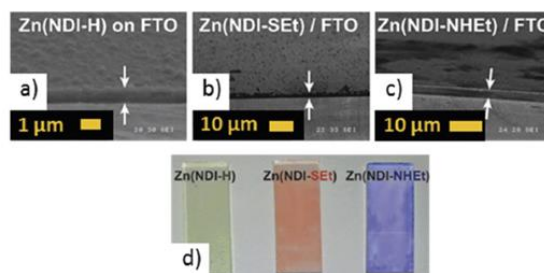 Zn(NDI-H) on FTO
a)
1 µm
Zn(NDI-SEt) / FTO
b)
10 µm
Zn(NDI-NHEt) / FTO
c)
10 µm
Zn(NDI-H)
Zn(NDI-SEt)
Zn(NDI-NHEt)
d)